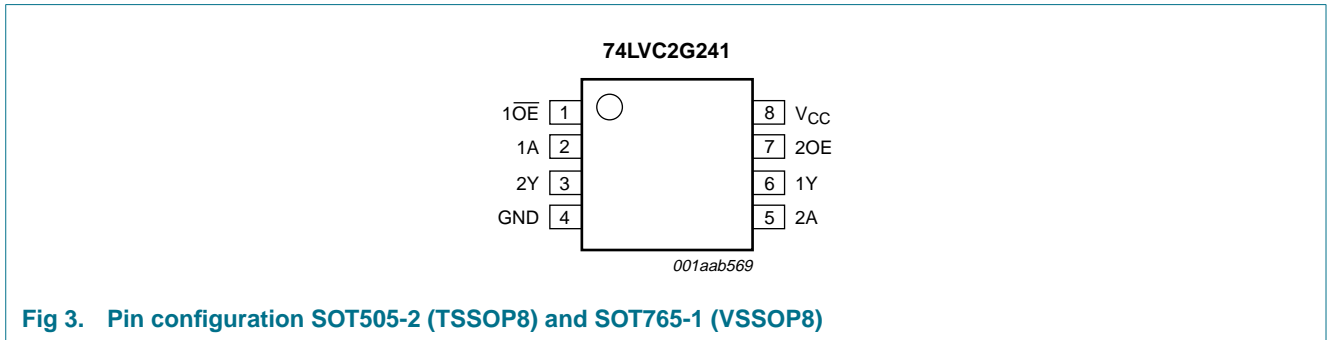 74LVC2G241
1O̅E̅ 1 8 VCC
1A 2 7 2OE
2Y 3 6 1Y
GND 4 5 2A
001aab569
Fig 3. Pin configuration SOT505-2 (TSSOP8) and SOT765-1 (VSSOP8)